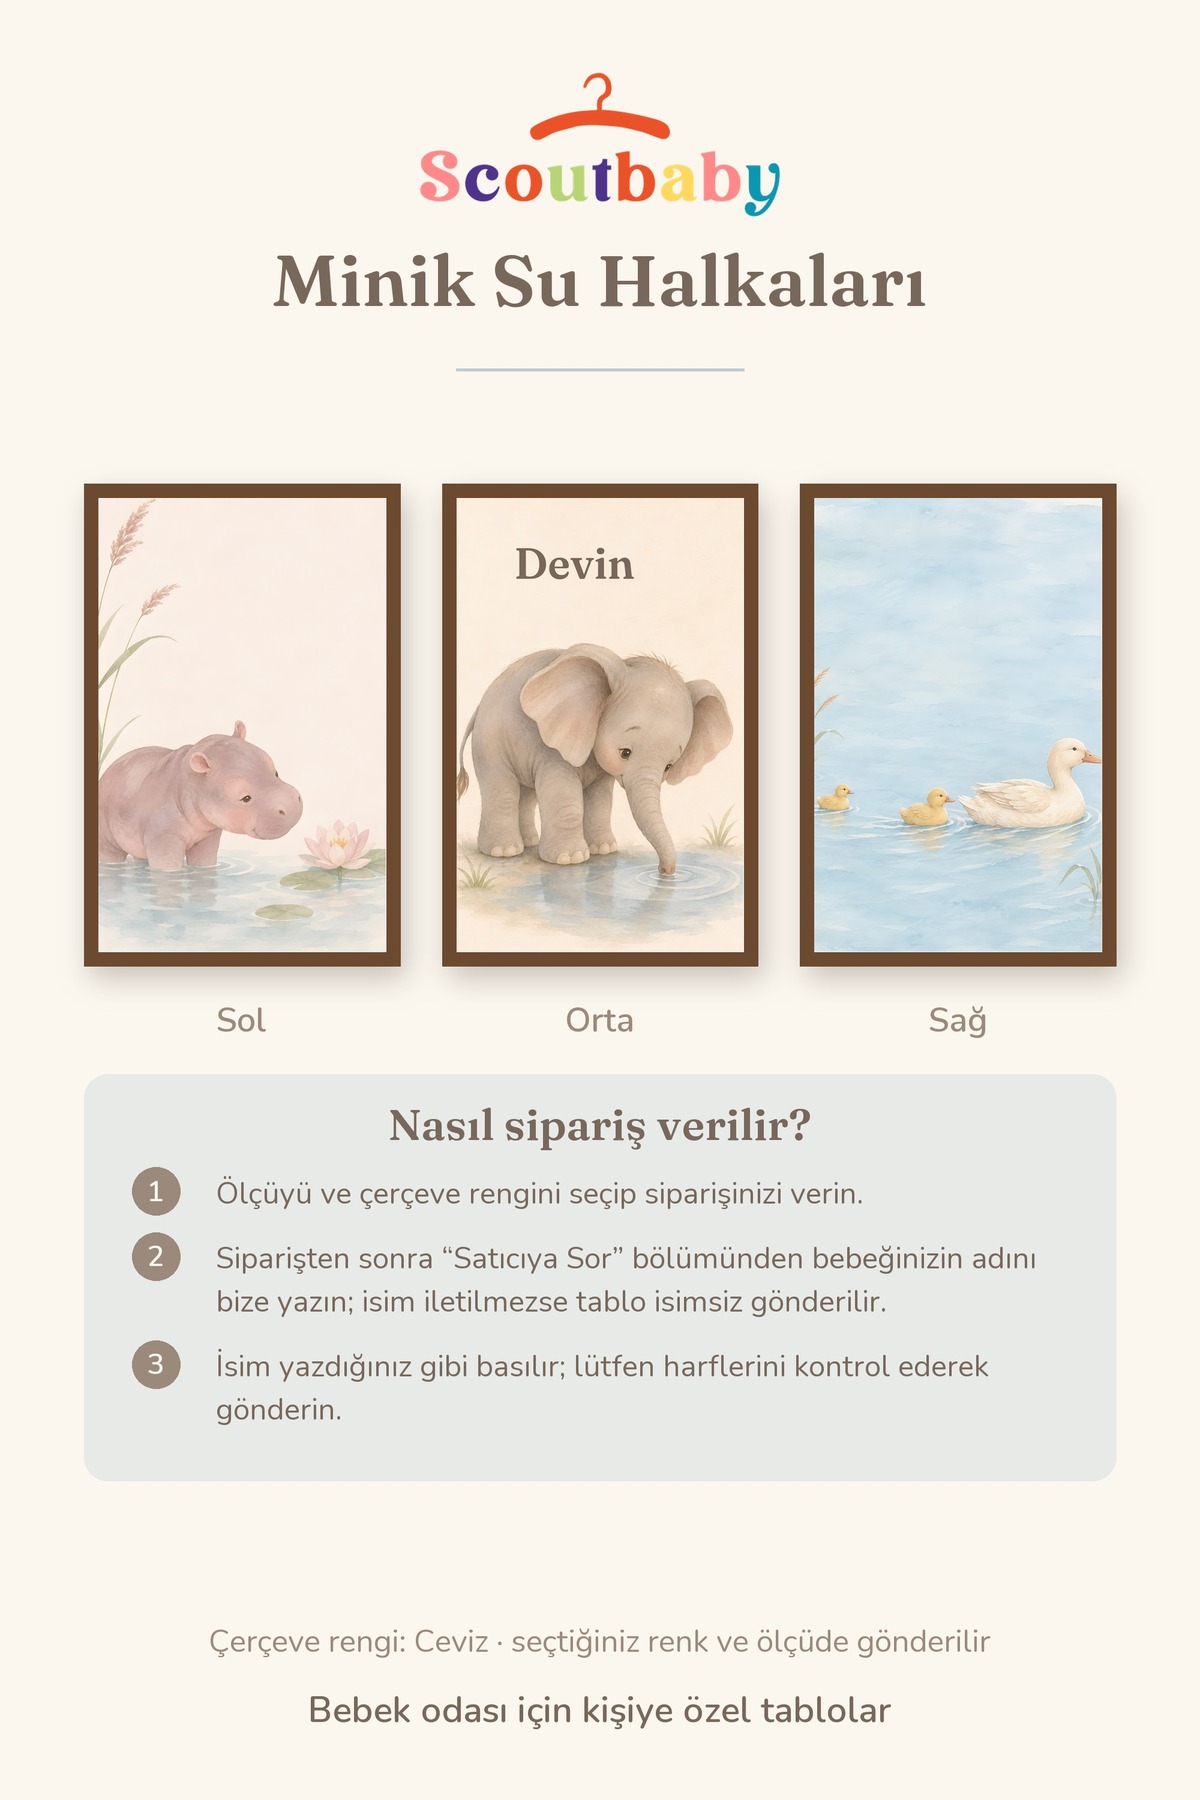 Scoutbaby
Minik Su Halkaları
Devin
Sol
Orta
Sağ
Nasıl sipariş verilir?
1 Ölçüyü ve çerçeve rengini seçip siparişinizi verin.
2 Siparişten sonra “Satıcıya Sor” bölümünden bebeğinizin adını
bize yazın; isim iletilmezse tablo isimsiz gönderilir.
3 İsim yazdığınız gibi basılır; lütfen harflerini kontrol ederek
gönderin.
Çerçeve rengi: Ceviz · seçtiğiniz renk ve ölçüde gönderilir
Bebek odası için kişiye özel tablolar